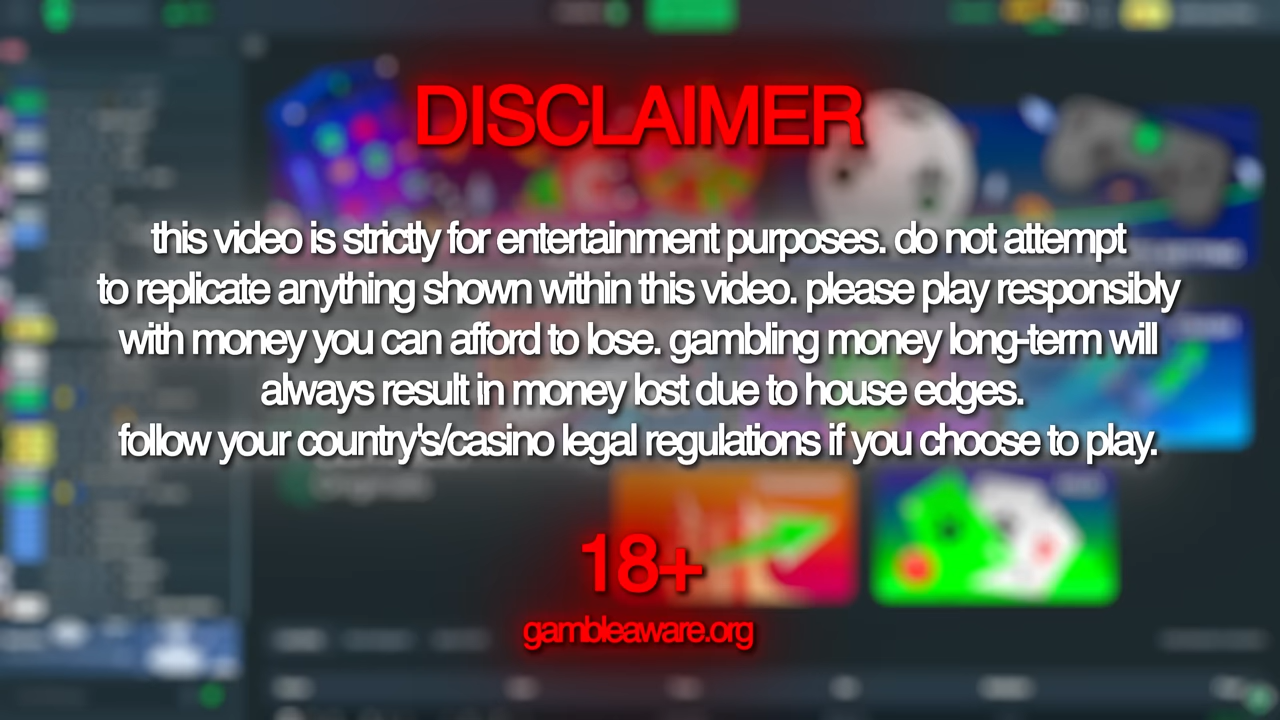 DISCLAIMER
this video is strictly for entertainment purposes. do not attempt
to replicate anything shown within this video. please play responsibly
with money you can afford to lose. gambling money long-term will
always result in money lost due to house edges.
follow your country's/casino legal regulations if you choose to play.
18+
gambleaware.org